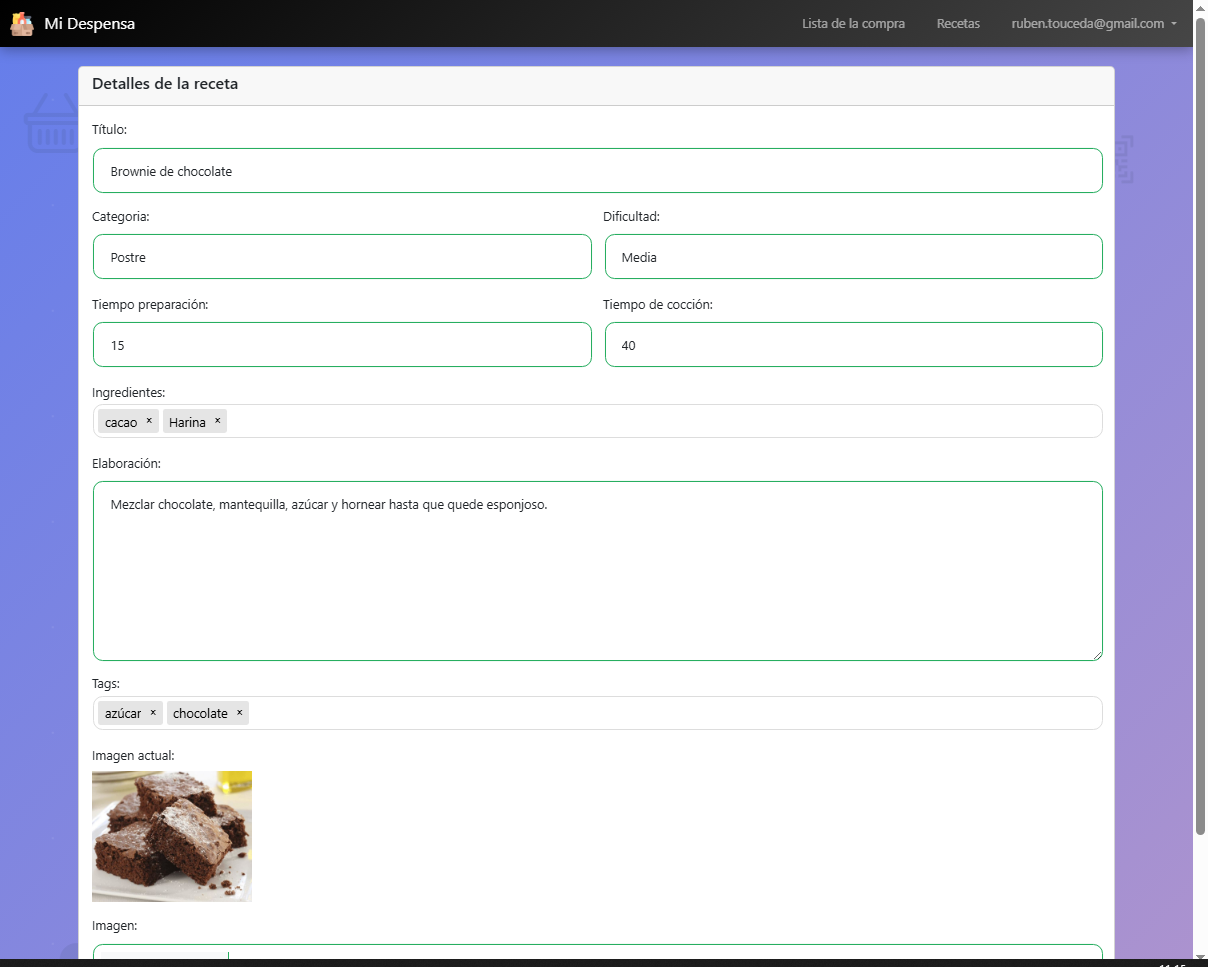 Mi Despensa
Lista de la compra
Recetas
ruben.touceda@gmail.com
Detalles de la receta
Título:
Brownie de chocolate
Categoria:
Dificultad:
Postre
Media
Tiempo preparación:
Tiempo de cocción:
15
40
Ingredientes:
cacao ×
Harina ×
Elaboración:
Mezclar chocolate, mantequilla, azúcar y hornear hasta que quede esponjoso.
Tags:
azúcar ×
chocolate ×
Imagen actual:
Imagen: